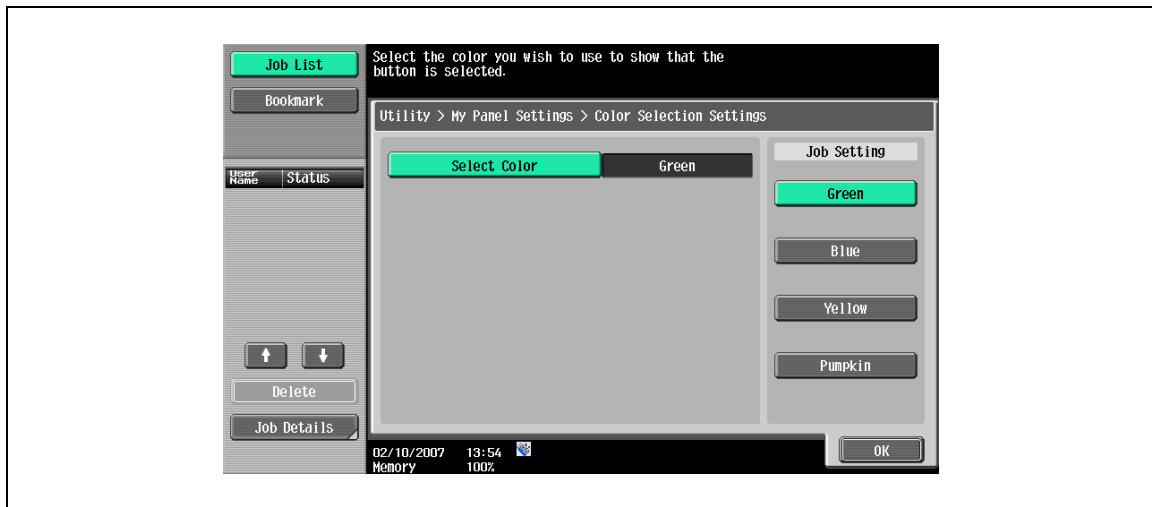 Job List
Bookmark
User Name Status
Delete
Job Details
Select the color you wish to use to show that the
button is selected.
Utility > My Panel Settings > Color Selection Settings
Select Color Green
Job Setting
Green
Blue
Yellow
Pumpkin
02/10/2007 13:54
Memory 100%
OK